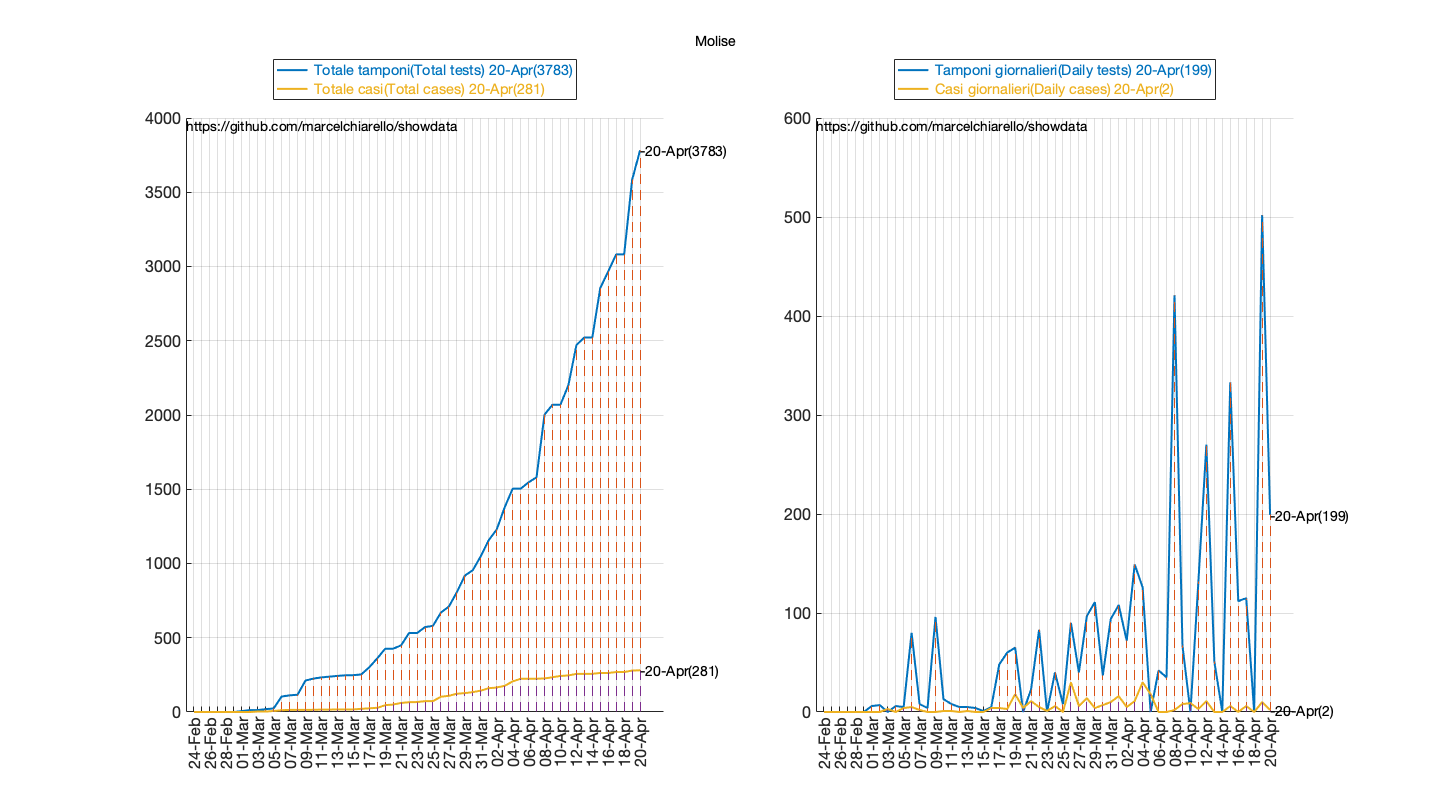 Molise
Totale tamponi(Total tests) 20-Apr(3783)
Totale casi(Total cases) 20-Apr(281)
4000
3500
3000
2500
2000
1500
1000
500
0
https://github.com/marcelchiarello/showdata
20-Apr(3783)
20-Apr(281)
24-Feb
26-Feb
28-Feb
01-Mar
03-Mar
05-Mar
07-Mar
09-Mar
11-Mar
13-Mar
15-Mar
17-Mar
19-Mar
21-Mar
23-Mar
25-Mar
27-Mar
29-Mar
31-Mar
02-Apr
04-Apr
06-Apr
08-Apr
10-Apr
12-Apr
14-Apr
16-Apr
18-Apr
20-Apr
Tamponi giornalieri(Daily tests) 20-Apr(199)
Casi giornalieri(Daily cases) 20-Apr(2)
600
500
400
300
200
100
0
https://github.com/marcelchiarello/showdata
20-Apr(199)
20-Apr(2)
24-Feb
26-Feb
28-Feb
01-Mar
03-Mar
05-Mar
07-Mar
09-Mar
11-Mar
13-Mar
15-Mar
17-Mar
19-Mar
21-Mar
23-Mar
25-Mar
27-Mar
29-Mar
31-Mar
02-Apr
04-Apr
06-Apr
08-Apr
10-Apr
12-Apr
14-Apr
16-Apr
18-Apr
20-Apr